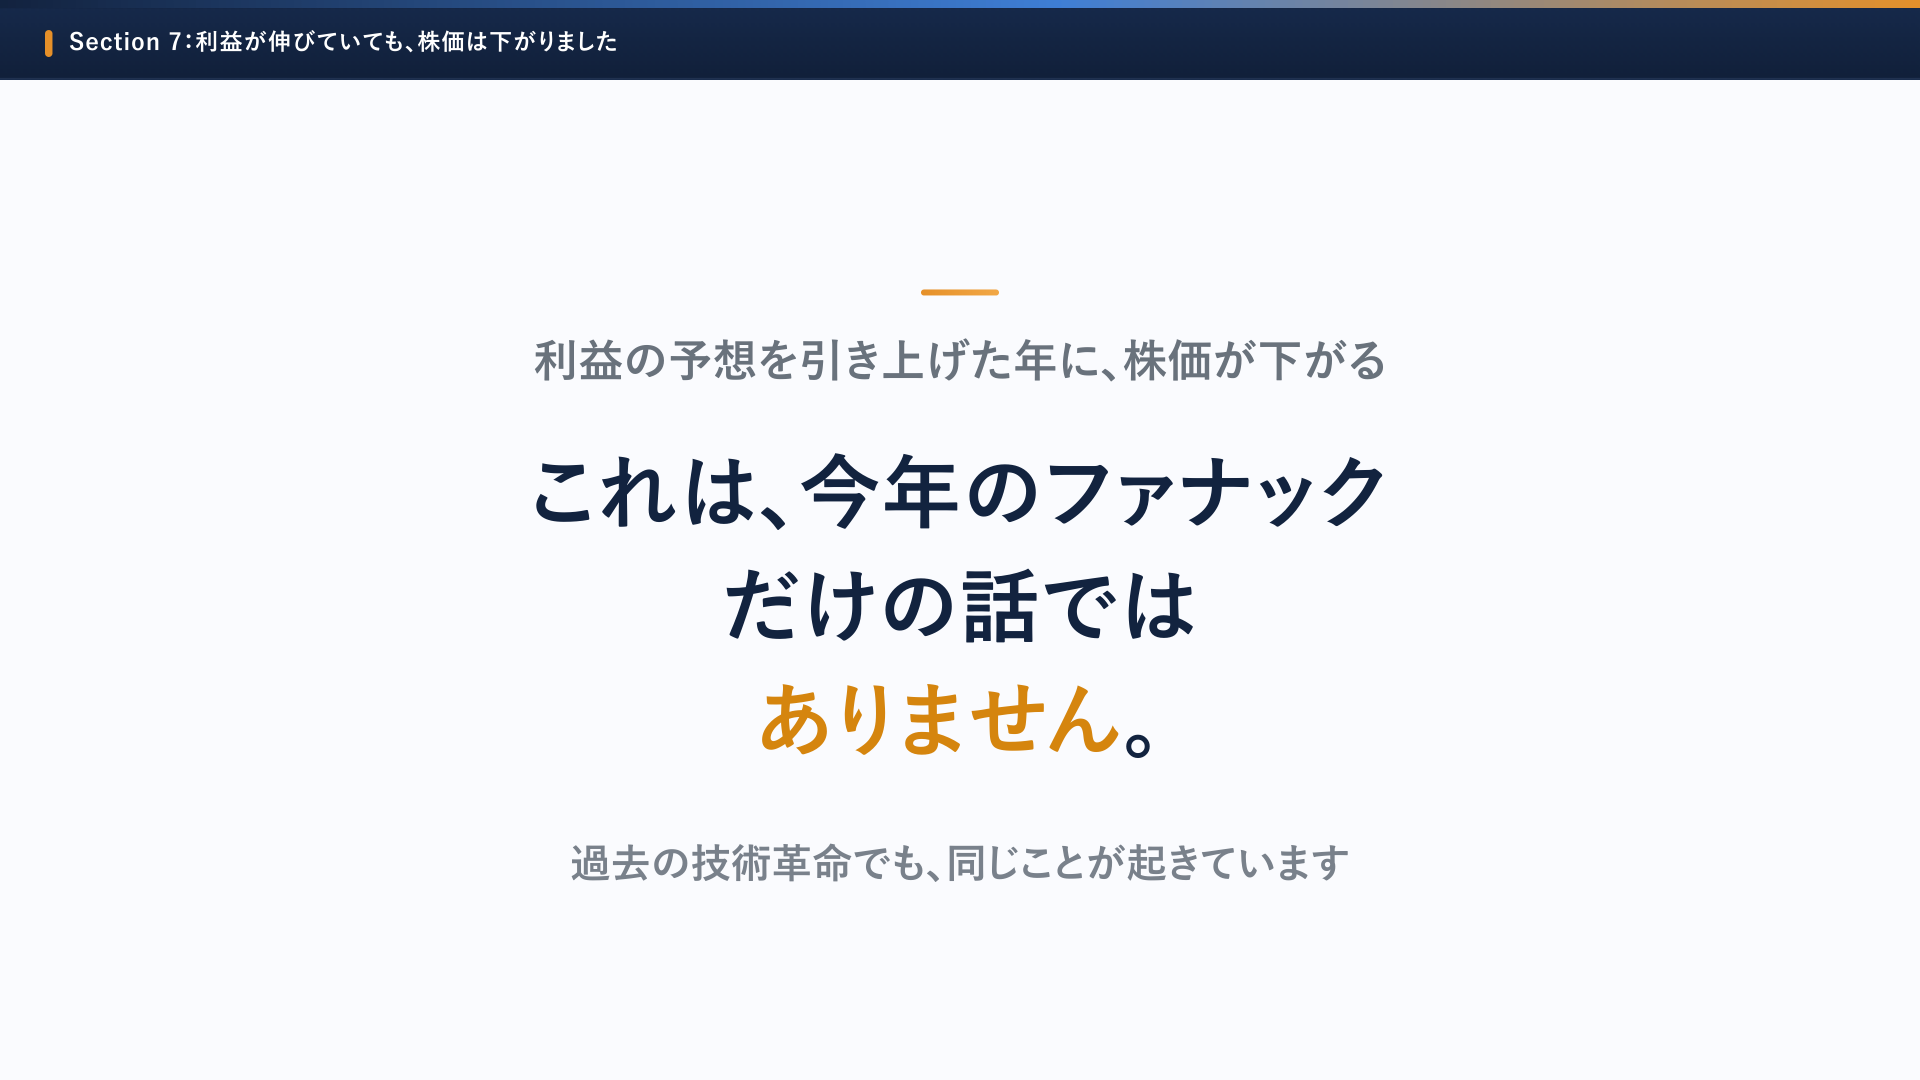 Section 7：利益が伸びていても、株価は下がりました
利益の予想を引き上げた年に、株価が下がる
これは、今年のファナック
だけの話では
ありません。
過去の技術革命でも、同じことが起きています